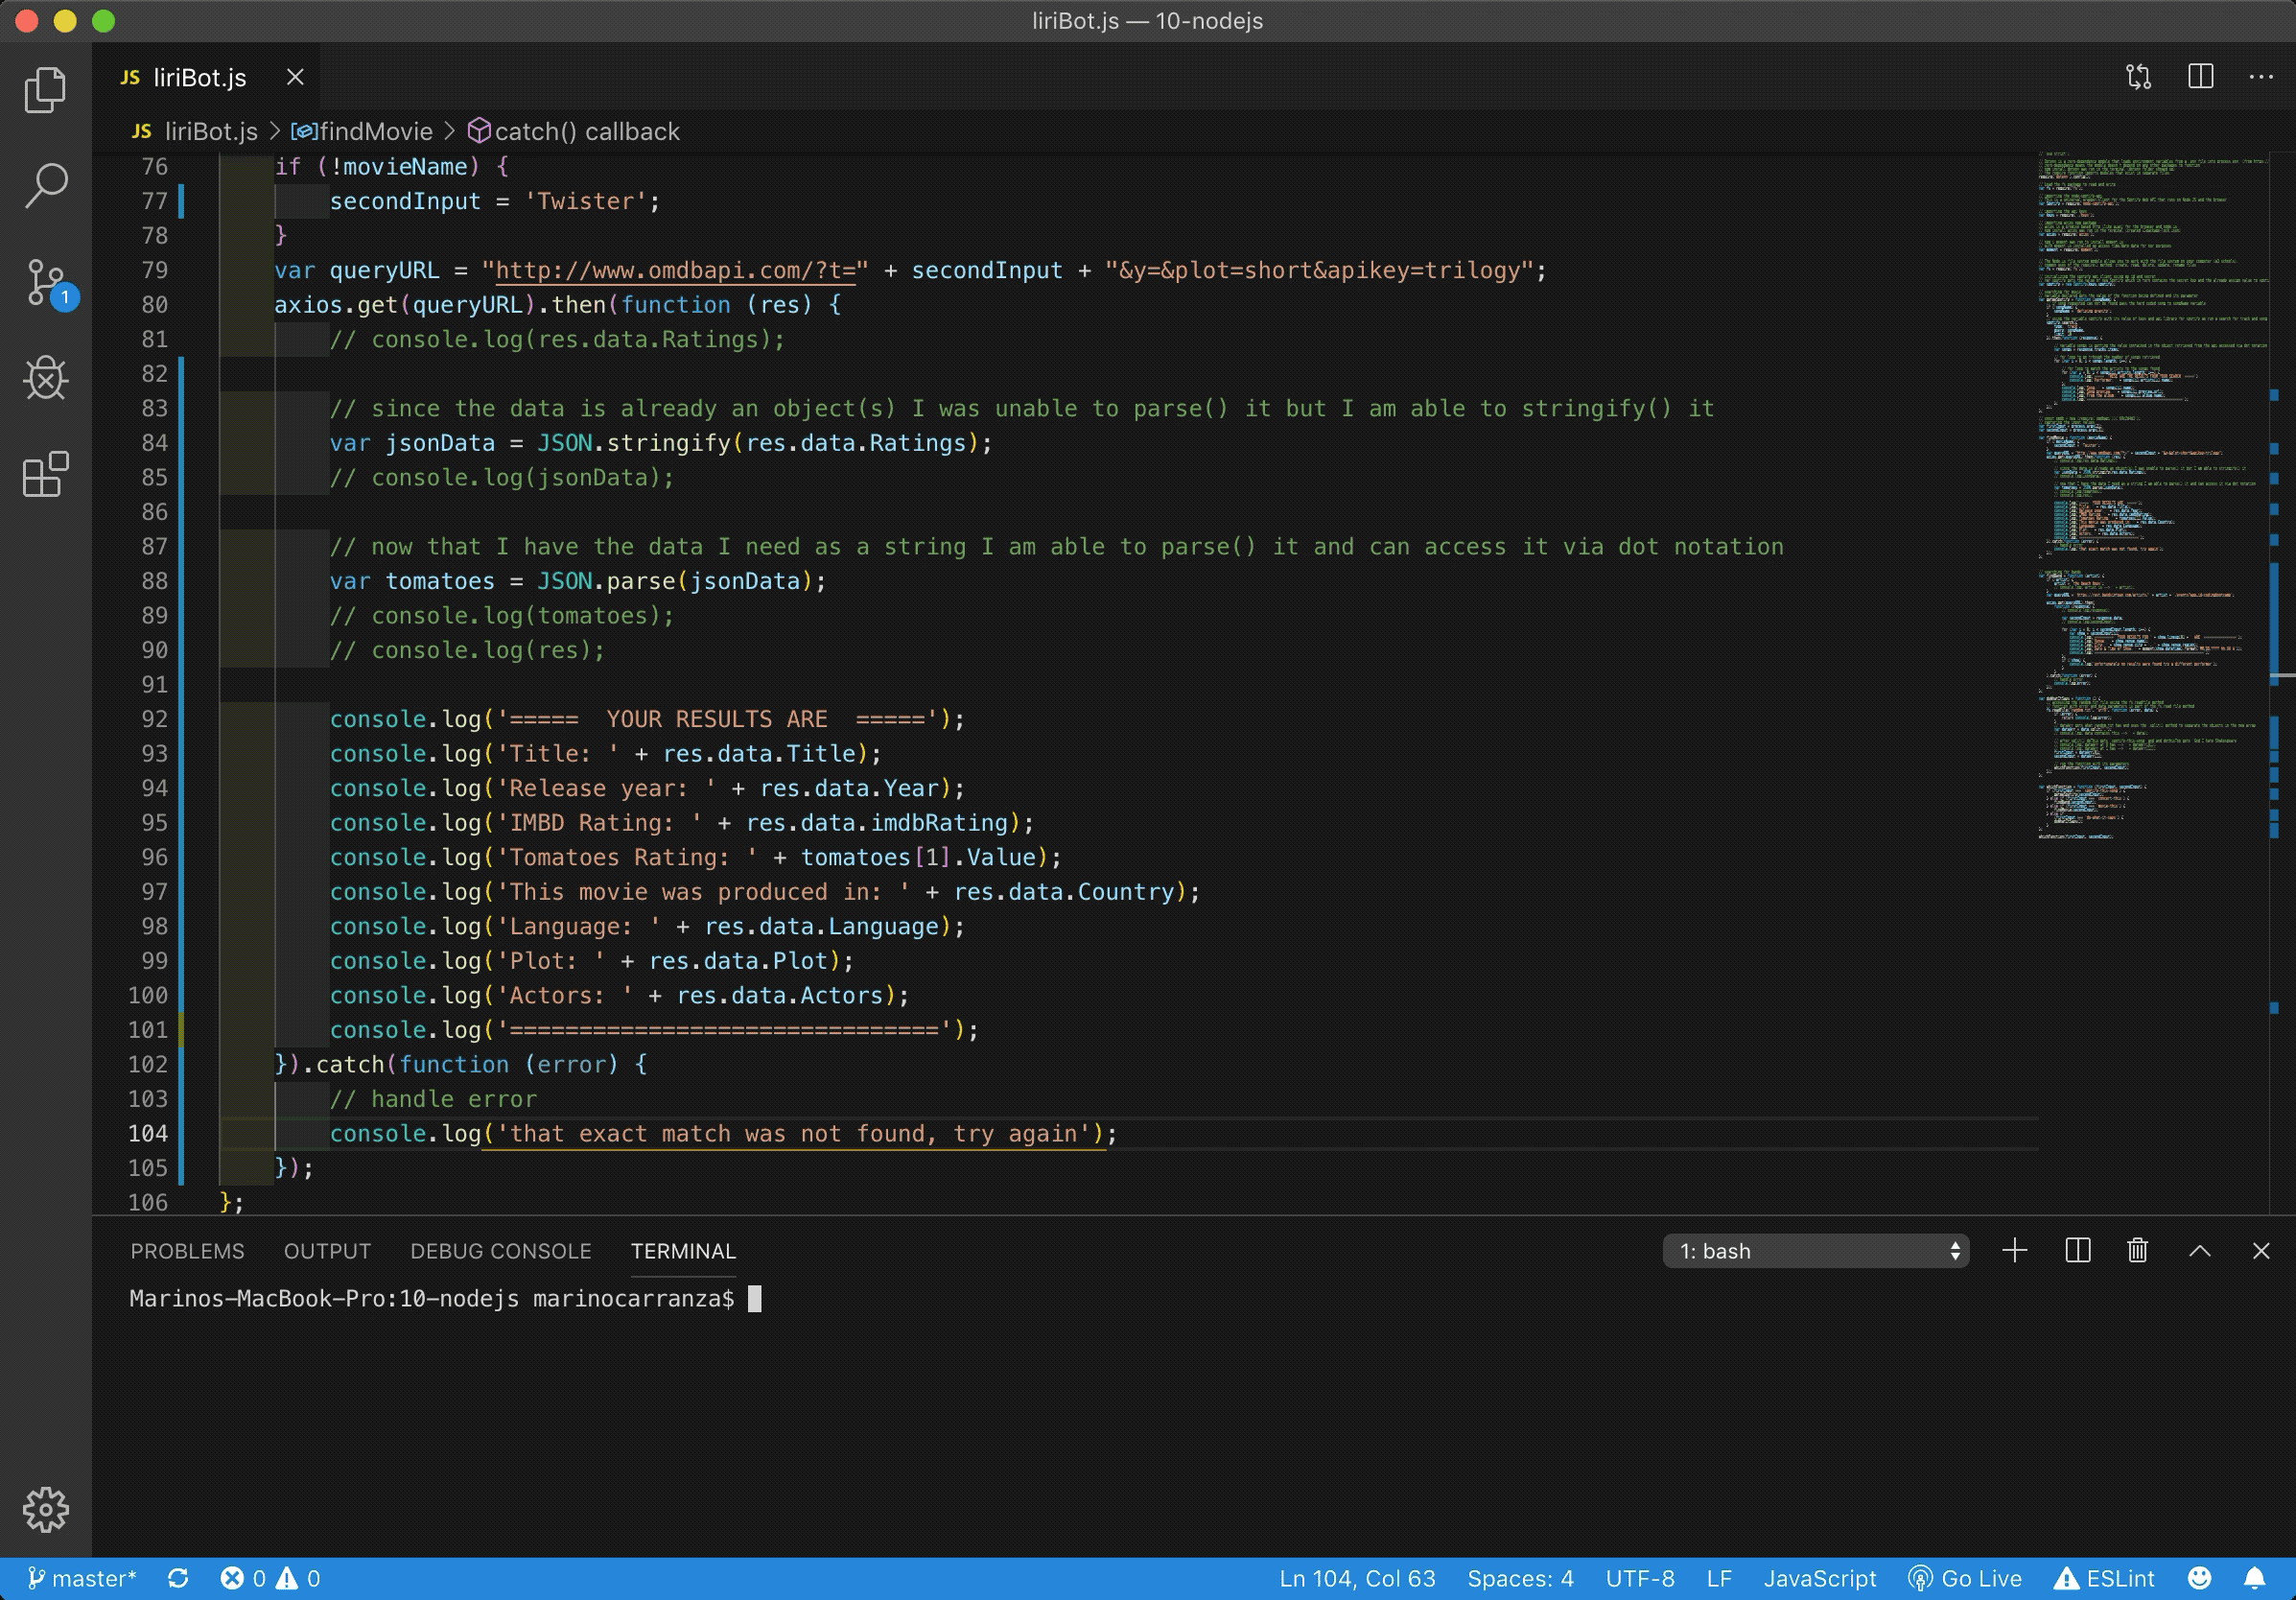 liriBot.js — 10-nodejs
JS liriBot.js
JS liriBot.js > findMovie > catch() callback
76 if (!movieName) {
77 secondInput = 'Twister';
78 }
79 var queryURL = "http://www.omdbapi.com/?t=" + secondInput + "&y=&plot=short&apikey=trilogy";
80 axios.get(queryURL).then(function (res) {
81 // console.log(res.data.Ratings);
82
83 // since the data is already an object(s) I was unable to parse() it but I am able to stringify() it
84 var jsonData = JSON.stringify(res.data.Ratings);
85 // console.log(jsonData);
86
87 // now that I have the data I need as a string I am able to parse() it and can access it via dot notation
88 var tomatoes = JSON.parse(jsonData);
89 // console.log(tomatoes);
90 // console.log(res);
91
92 console.log('=====  YOUR RESULTS ARE  =====');
93 console.log('Title: ' + res.data.Title);
94 console.log('Release year: ' + res.data.Year);
95 console.log('IMBD Rating: ' + res.data.imdbRating);
96 console.log('Tomatoes Rating: ' + tomatoes[1].Value);
97 console.log('This movie was produced in: ' + res.data.Country);
98 console.log('Language: ' + res.data.Language);
99 console.log('Plot: ' + res.data.Plot);
100 console.log('Actors: ' + res.data.Actors);
101 console.log('===============================');
102 }).catch(function (error) {
103 // handle error
104 console.log('that exact match was not found, try again');
105 });
106 };
1
PROBLEMS OUTPUT DEBUG CONSOLE TERMINAL 1: bash
Marinos-MacBook-Pro:10-nodejs marinocarranza$
master* 0 0 Ln 104, Col 63 Spaces: 4 UTF-8 LF JavaScript Go Live ESLint